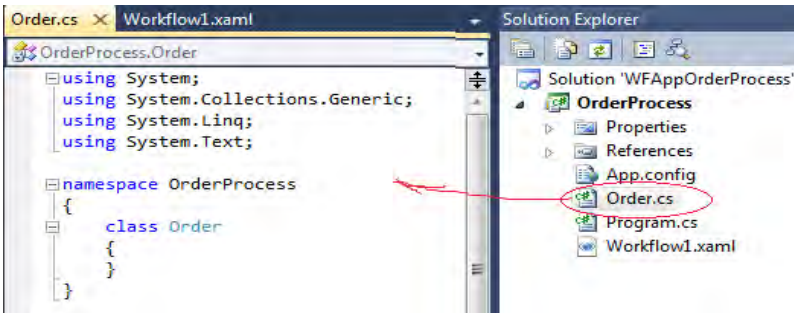 Order.cs Workflow1.xaml
OrderProcess.Order
using System;
using System.Collections.Generic;
using System.Linq;
using System.Text;
namespace OrderProcess
{
class Order
{
}
}
Solution Explorer
Solution 'WFAppOrderProcess'
OrderProcess
Properties
References
App.config
Order.cs
Program.cs
Workflow1.xaml